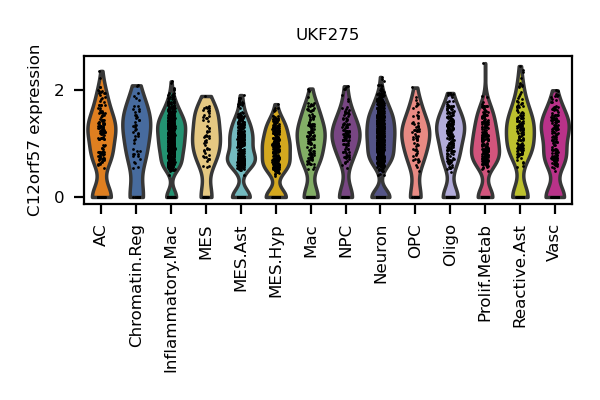 UKF275
C12orf57 expression
2
0
AC
Chromatin.Reg
Inflammatory.Mac
MES
MES.Ast
MES.Hyp
Mac
NPC
Neuron
OPC
Oligo
Prolif.Metab
Reactive.Ast
Vasc